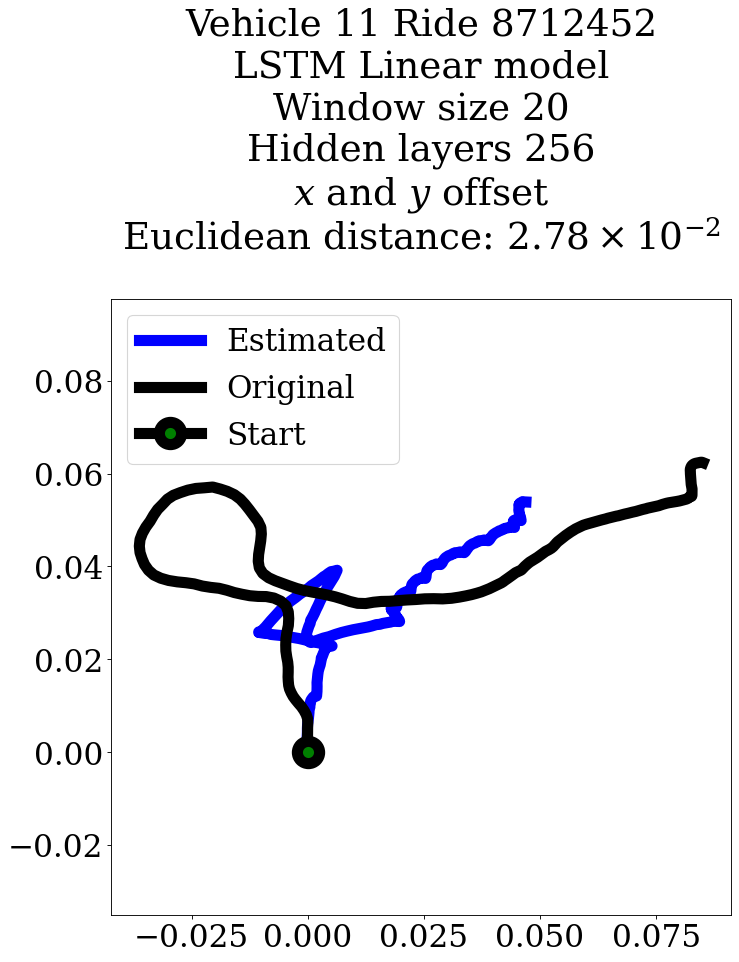 Vehicle 11 Ride 8712452
LSTM Linear model
Window size 20
Hidden layers 256
x and y offset
Euclidean distance: 2.78 × 10⁻²
Estimated
Original
Start
0.08
0.06
0.04
0.02
0.00
−0.02
−0.025 0.000 0.025 0.050 0.075